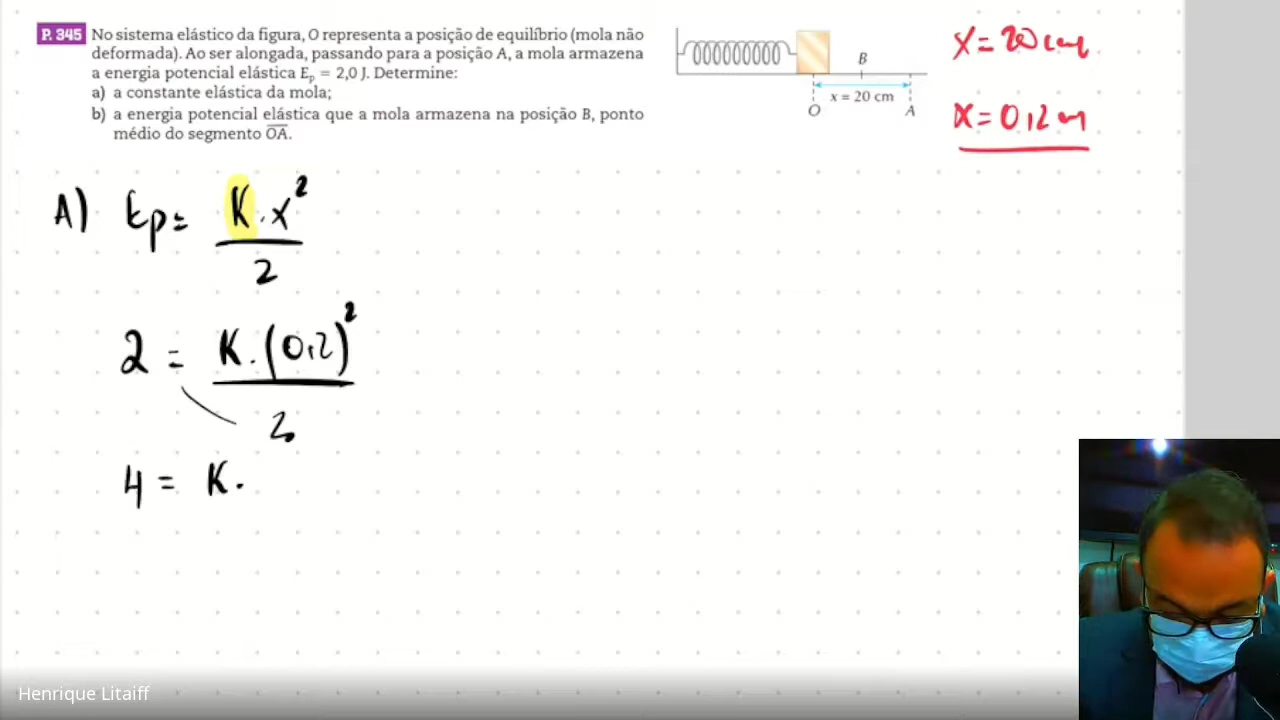 P. 345 No sistema elástico da figura, O representa a posição de equilíbrio (mola não
deformada). Ao ser alongada, passando para a posição A, a mola armazena
a energia potencial elástica Eₚ = 2,0 J. Determine:
a) a constante elástica da mola;
b) a energia potencial elástica que a mola armazena na posição B, ponto
médio do segmento O̅A̅.
B
x = 20 cm
O A
x = 20 cm
x = 0,2 m
A) Ep = K . x²
2
2 = K . (0,2)²
2
4 = K .
Henrique Litaiff